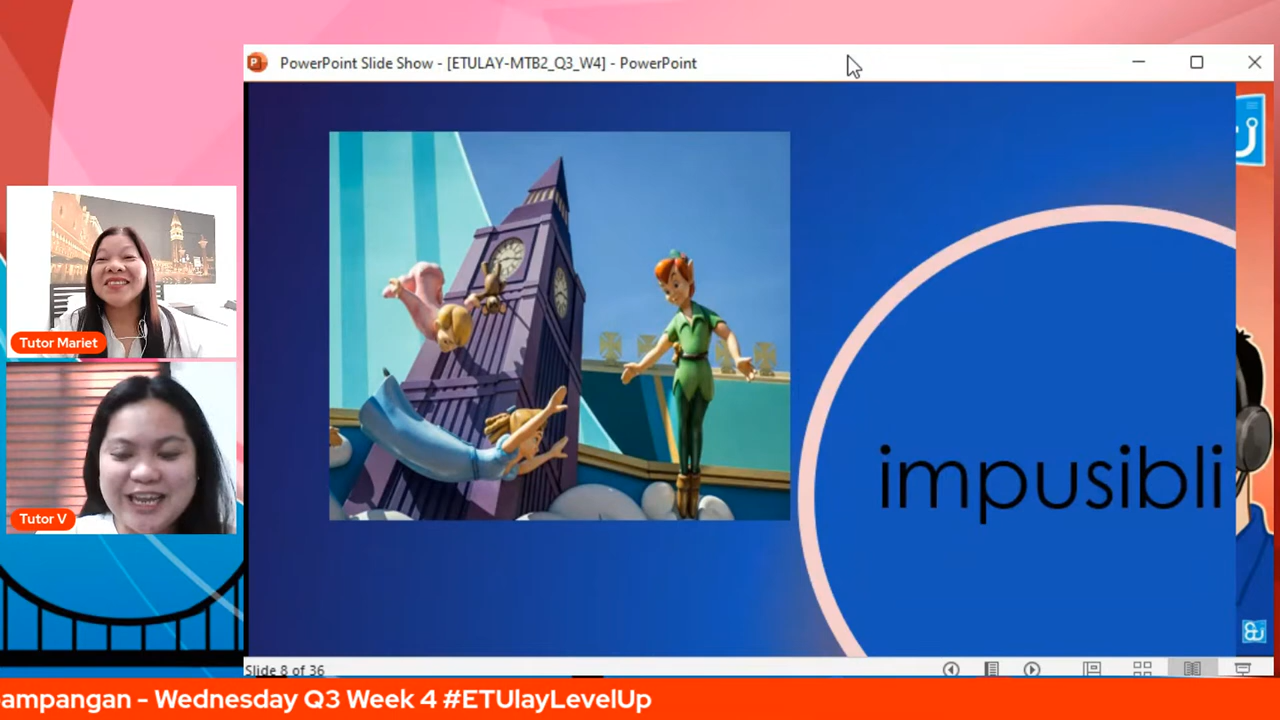 PowerPoint Slide Show - [ETULAY-MTB2_Q3_W4] - PowerPoint
Tutor Mariet
Tutor V
impusibli
Slide 8 of 36
ampangan - Wednesday Q3 Week 4 #ETUlayLevelUp